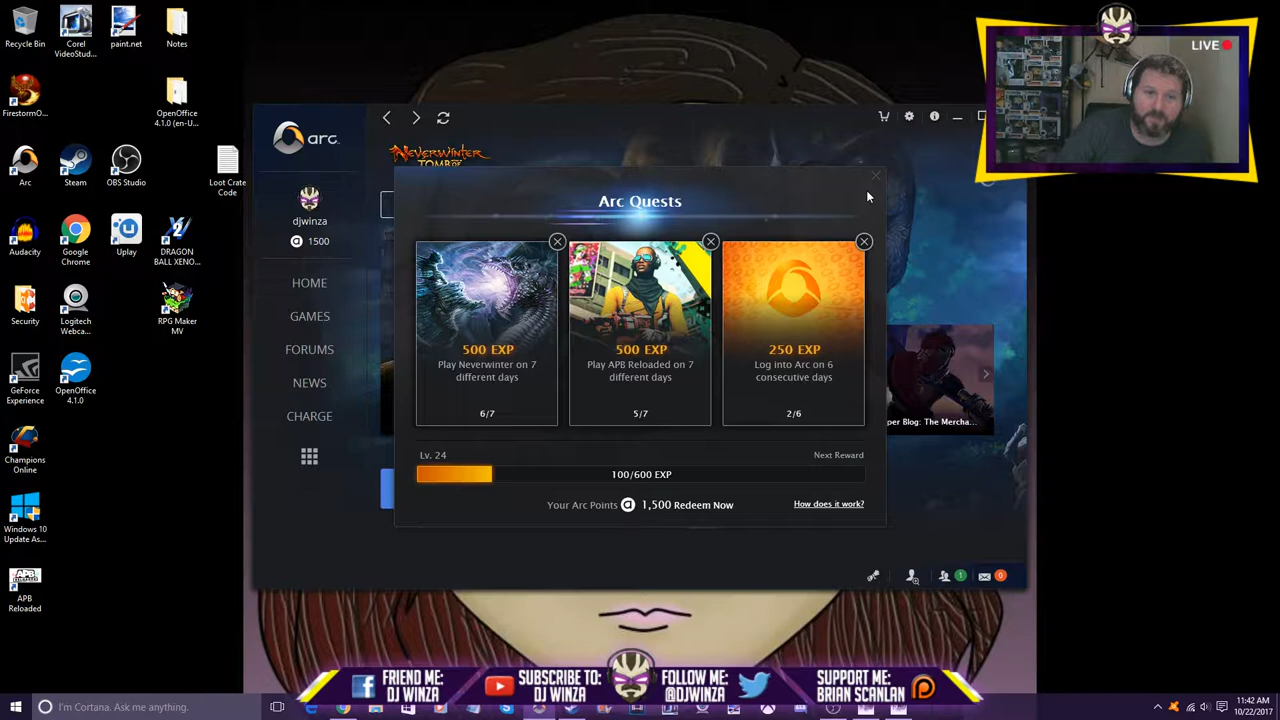 Recycle Bin
Corel
VideoStud...
paint.net
Notes
FirestormO...
OpenOffice
4.1.0 (en-U...
Arc
Steam
OBS Studio
Loot Crate
Code
Audacity
Google
Chrome
Uplay
DRAGON
BALL XENO...
Security
Logitech
Webca...
RPG Maker
MV
GeForce
Experience
OpenOffice
4.1.0
Champions
Online
Windows 10
Update As...
APB
Reloaded
arc
djwinza
1500
HOME
GAMES
FORUMS
NEWS
CHARGE
NEVERWINTER
Arc Quests
500 EXP
Play Neverwinter on 7
different days
6/7
500 EXP
Play APB Reloaded on 7
different days
5/7
250 EXP
Log into Arc on 6
consecutive days
2/6
Lv. 24
Next Reward
100/600 EXP
Your Arc Points
1,500 Redeem Now
How does it work?
per Blog: The Mercha...
1
0
LIVE
FRIEND ME:
DJ WINZA
SUBSCRIBE TO:
DJ WINZA
FOLLOW ME:
@DJWINZA
SUPPORT ME:
BRIAN SCANLAN
I'm Cortana. Ask me anything.
11:42 AM
10/22/2017